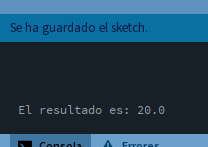 Se ha guardado el sketch.
El resultado es: 20.0
Consola Errores